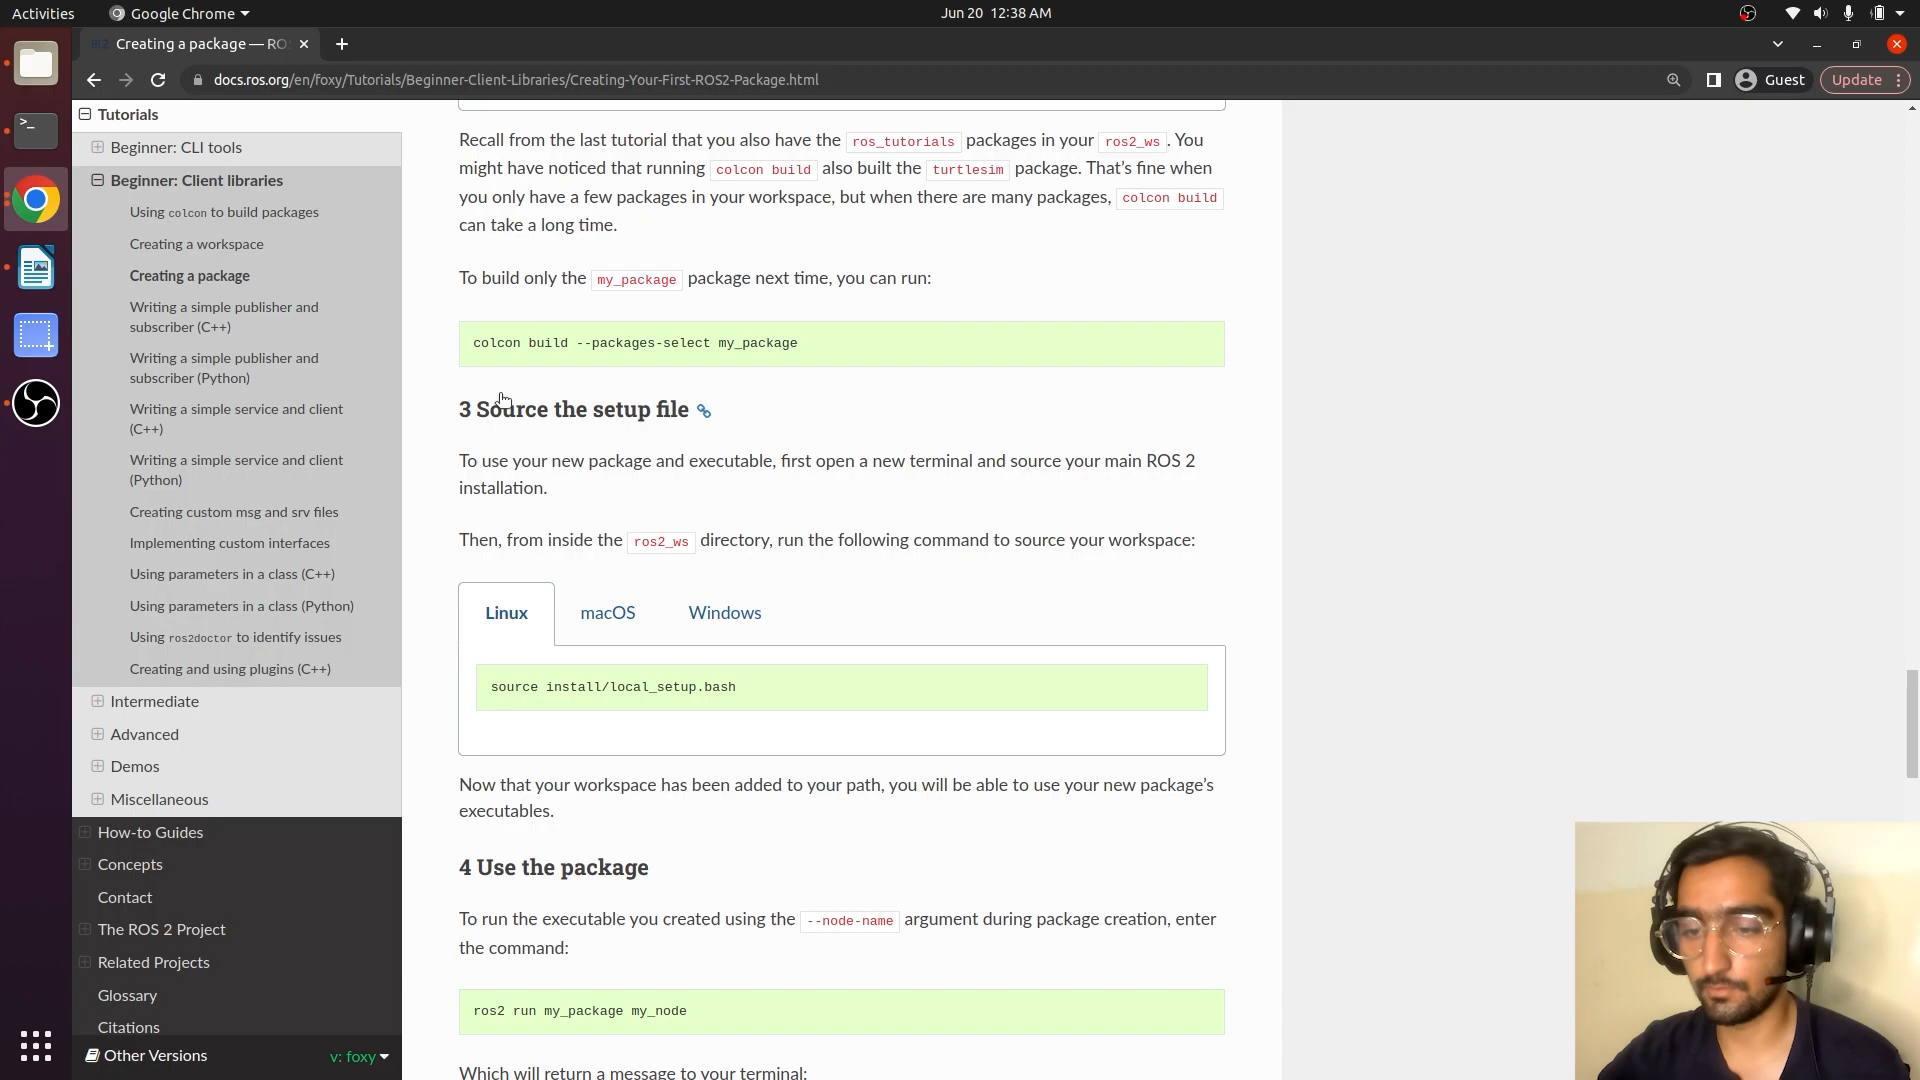 Activities
Google Chrome
Jun 20 12:38 AM
Creating a package — RO
docs.ros.org/en/foxy/Tutorials/Beginner-Client-Libraries/Creating-Your-First-ROS2-Package.html
Guest
Update
Tutorials
Beginner: CLI tools
Beginner: Client libraries
Using colcon to build packages
Creating a workspace
Creating a package
Writing a simple publisher and
subscriber (C++)
Writing a simple publisher and
subscriber (Python)
Writing a simple service and client
(C++)
Writing a simple service and client
(Python)
Creating custom msg and srv files
Implementing custom interfaces
Using parameters in a class (C++)
Using parameters in a class (Python)
Using ros2doctor to identify issues
Creating and using plugins (C++)
Intermediate
Advanced
Demos
Miscellaneous
How-to Guides
Concepts
Contact
The ROS 2 Project
Related Projects
Glossary
Citations
Other Versions
v: foxy
Recall from the last tutorial that you also have the ros_tutorials packages in your ros2_ws. You
might have noticed that running colcon build also built the turtlesim package. That’s fine when
you only have a few packages in your workspace, but when there are many packages, colcon build
can take a long time.
To build only the my_package package next time, you can run:
colcon build --packages-select my_package
3 Source the setup file
To use your new package and executable, first open a new terminal and source your main ROS 2
installation.
Then, from inside the ros2_ws directory, run the following command to source your workspace:
Linux
macOS
Windows
source install/local_setup.bash
Now that your workspace has been added to your path, you will be able to use your new package’s
executables.
4 Use the package
To run the executable you created using the --node-name argument during package creation, enter
the command:
ros2 run my_package my_node
Which will return a message to your terminal: